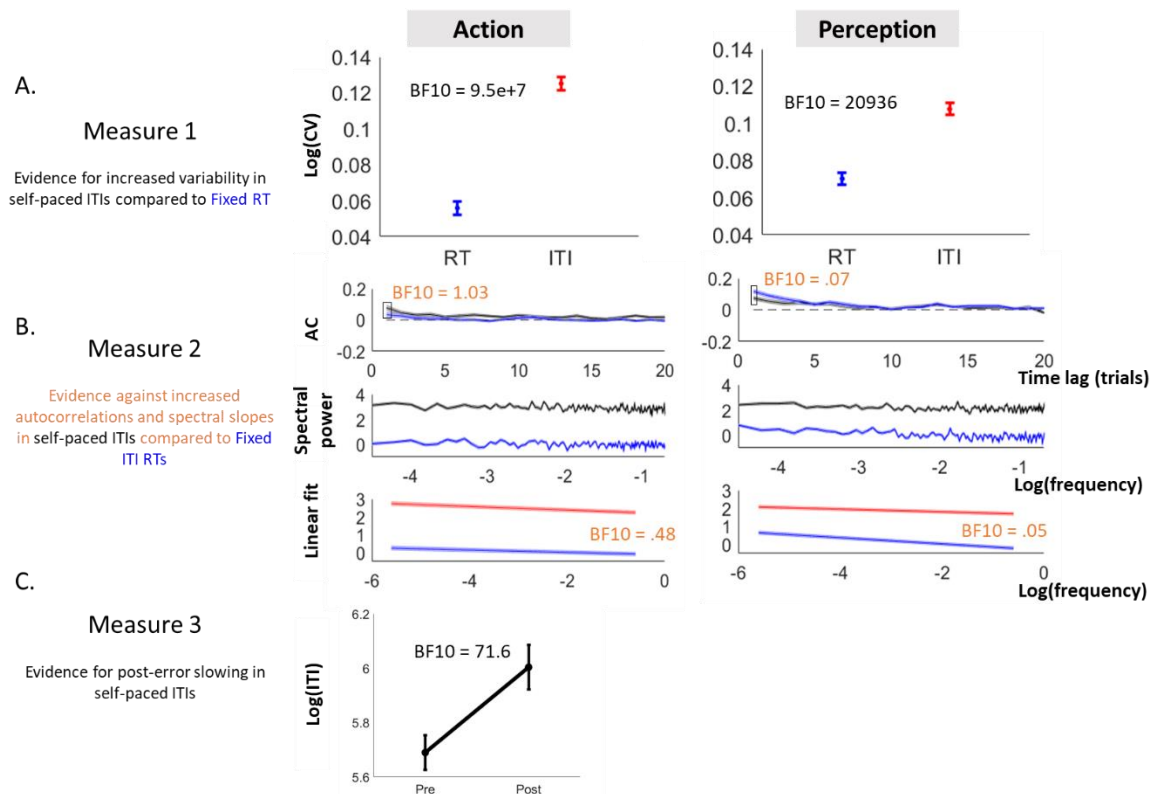 Action
Perception
A.
Measure 1
Evidence for increased variability in
self-paced ITIs compared to Fixed RT
Log(CV)
0.14
0.12
0.1
0.08
0.06
0.04
BF10 = 9.5e+7
RT ITI
0.14
0.12
0.1
0.08
0.06
0.04
BF10 = 20936
RT ITI
B.
Measure 2
Evidence against increased
autocorrelations and spectral slopes
in self-paced ITIs compared to Fixed
ITI RTs
AC
0.2
0
-0.2
BF10 = 1.03
0 5 10 15 20
0.2
0
-0.2
BF10 = .07
0 5 10 15 20
Time lag (trials)
Spectral
power
4
2
0
-4 -3 -2 -1
4
2
0
-4 -3 -2 -1
Log(frequency)
Linear fit
3
2
1
0
BF10 = .48
-6 -4 -2 0
3
2
1
0
BF10 = .05
-6 -4 -2 0
Log(frequency)
C.
Measure 3
Evidence for post-error slowing in
self-paced ITIs
Log(ITI)
6.2
6
5.8
5.6
BF10 = 71.6
Pre Post